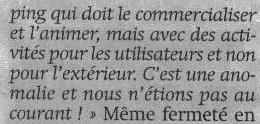 ping qui doit le commercialiser
et l'animer, mais avec des acti-
vités pour les utilisateurs et non
pour l'extérieur. C'est une ano-
malie et nous n'étions pas au
courant ! » Même fermeté en